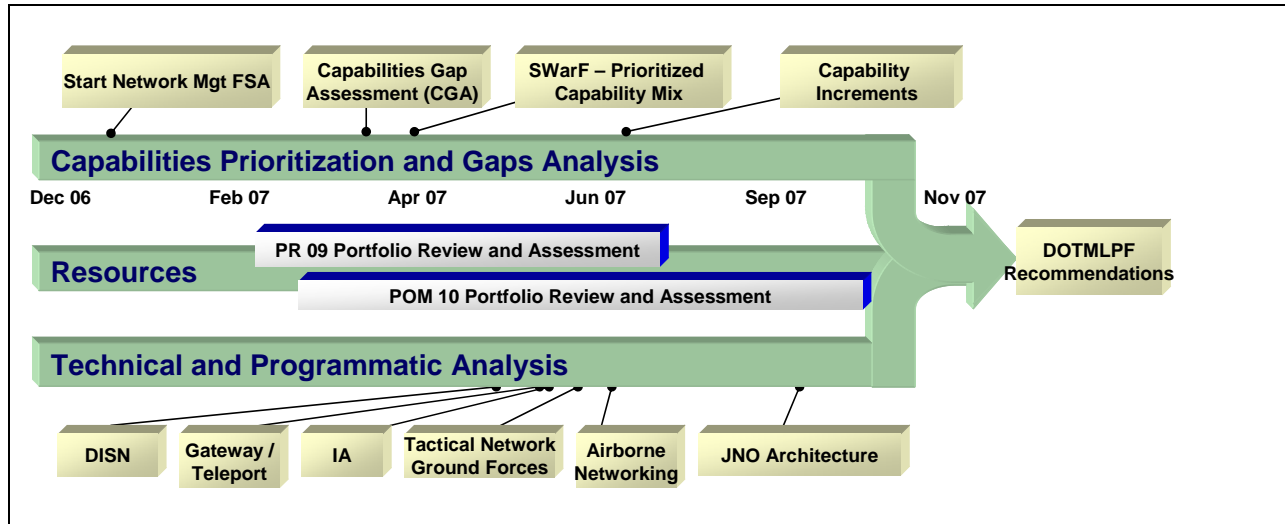 Start Network Mgt FSA
Capabilities Gap
Assessment (CGA)
SWarF – Prioritized
Capability Mix
Capability
Increments
Capabilities Prioritization and Gaps Analysis
Dec 06
Feb 07
Apr 07
Jun 07
Sep 07
Nov 07
PR 09 Portfolio Review and Assessment
Resources
POM 10 Portfolio Review and Assessment
DOTMLPF
Recommendations
Technical and Programmatic Analysis
DISN
Gateway /
Teleport
IA
Tactical Network
Ground Forces
Airborne
Networking
JNO Architecture